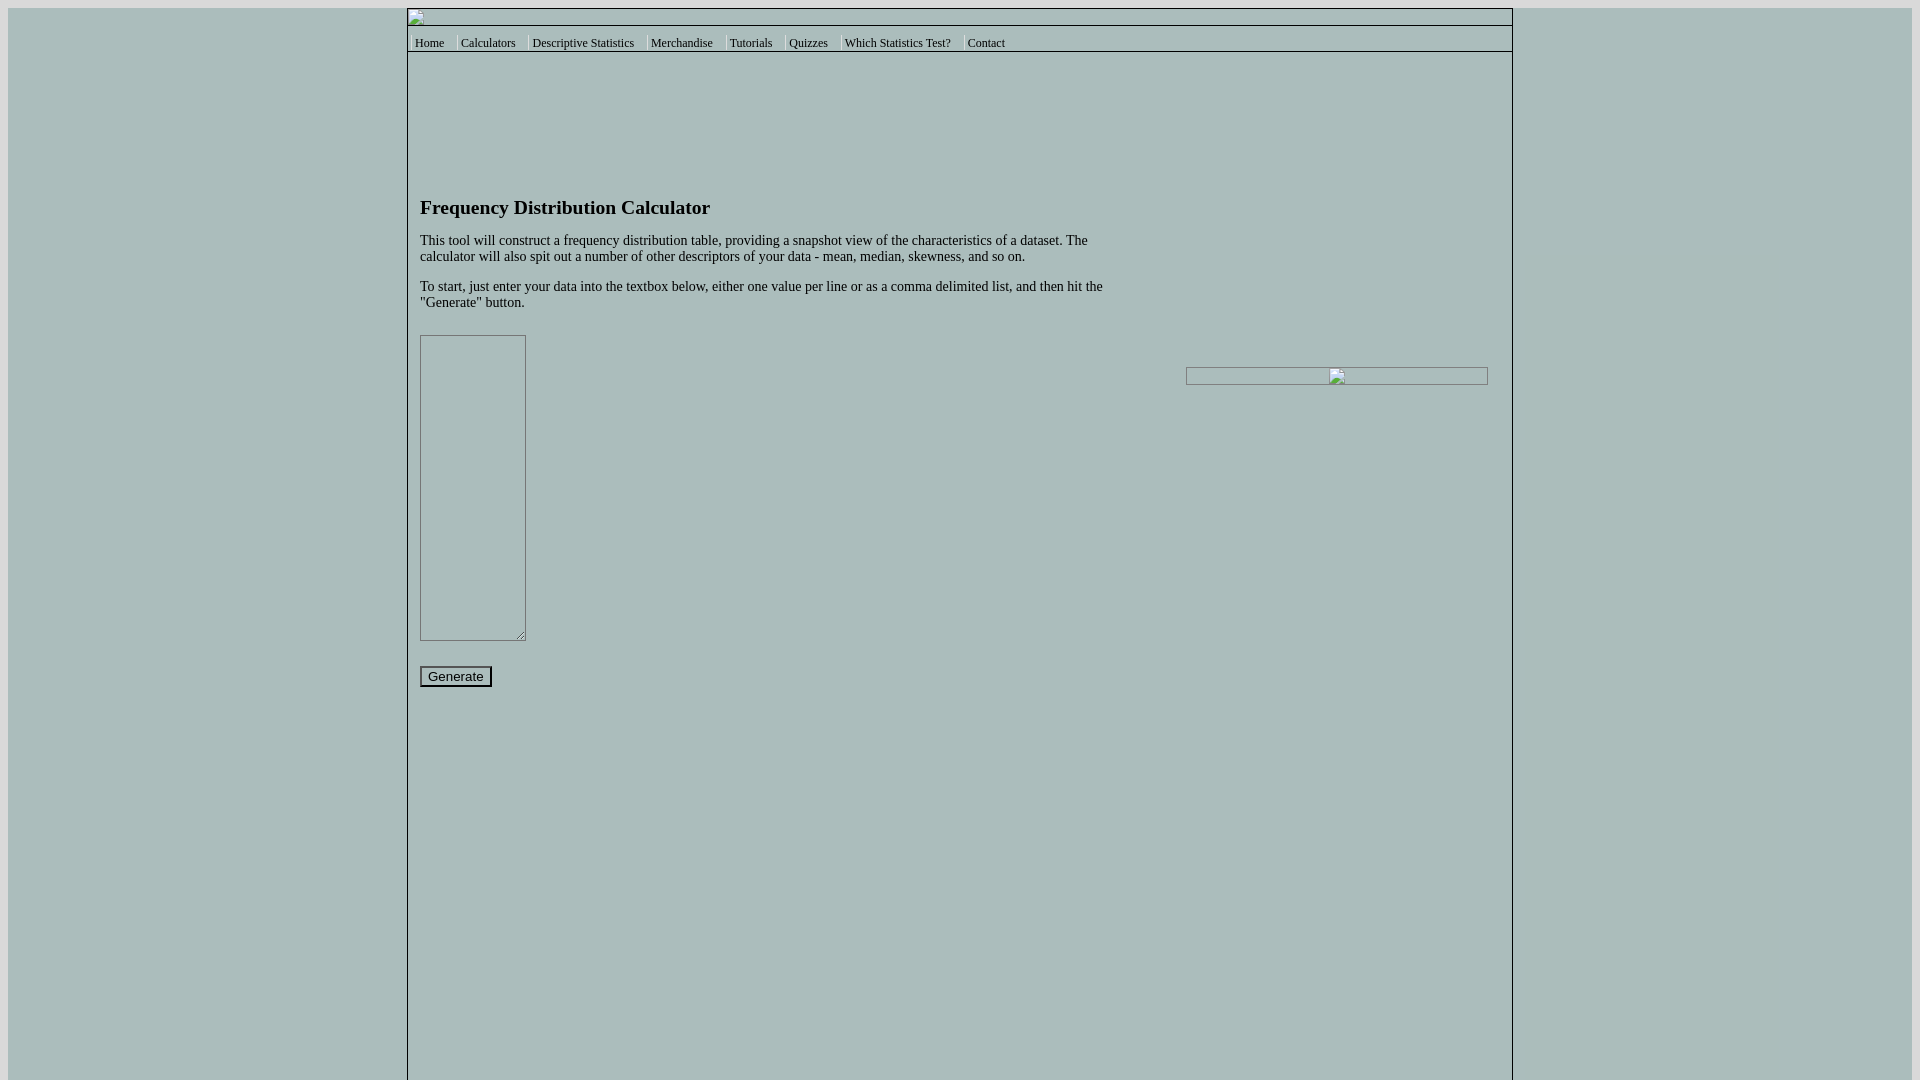 Home Calculators Descriptive Statistics Merchandise Tutorials Quizzes Which Statistics Test? Contact
Frequency Distribution Calculator
This tool will construct a frequency distribution table, providing a snapshot view of the characteristics of a dataset. The
calculator will also spit out a number of other descriptors of your data - mean, median, skewness, and so on.
To start, just enter your data into the textbox below, either one value per line or as a comma delimited list, and then hit the
"Generate" button.
Generate